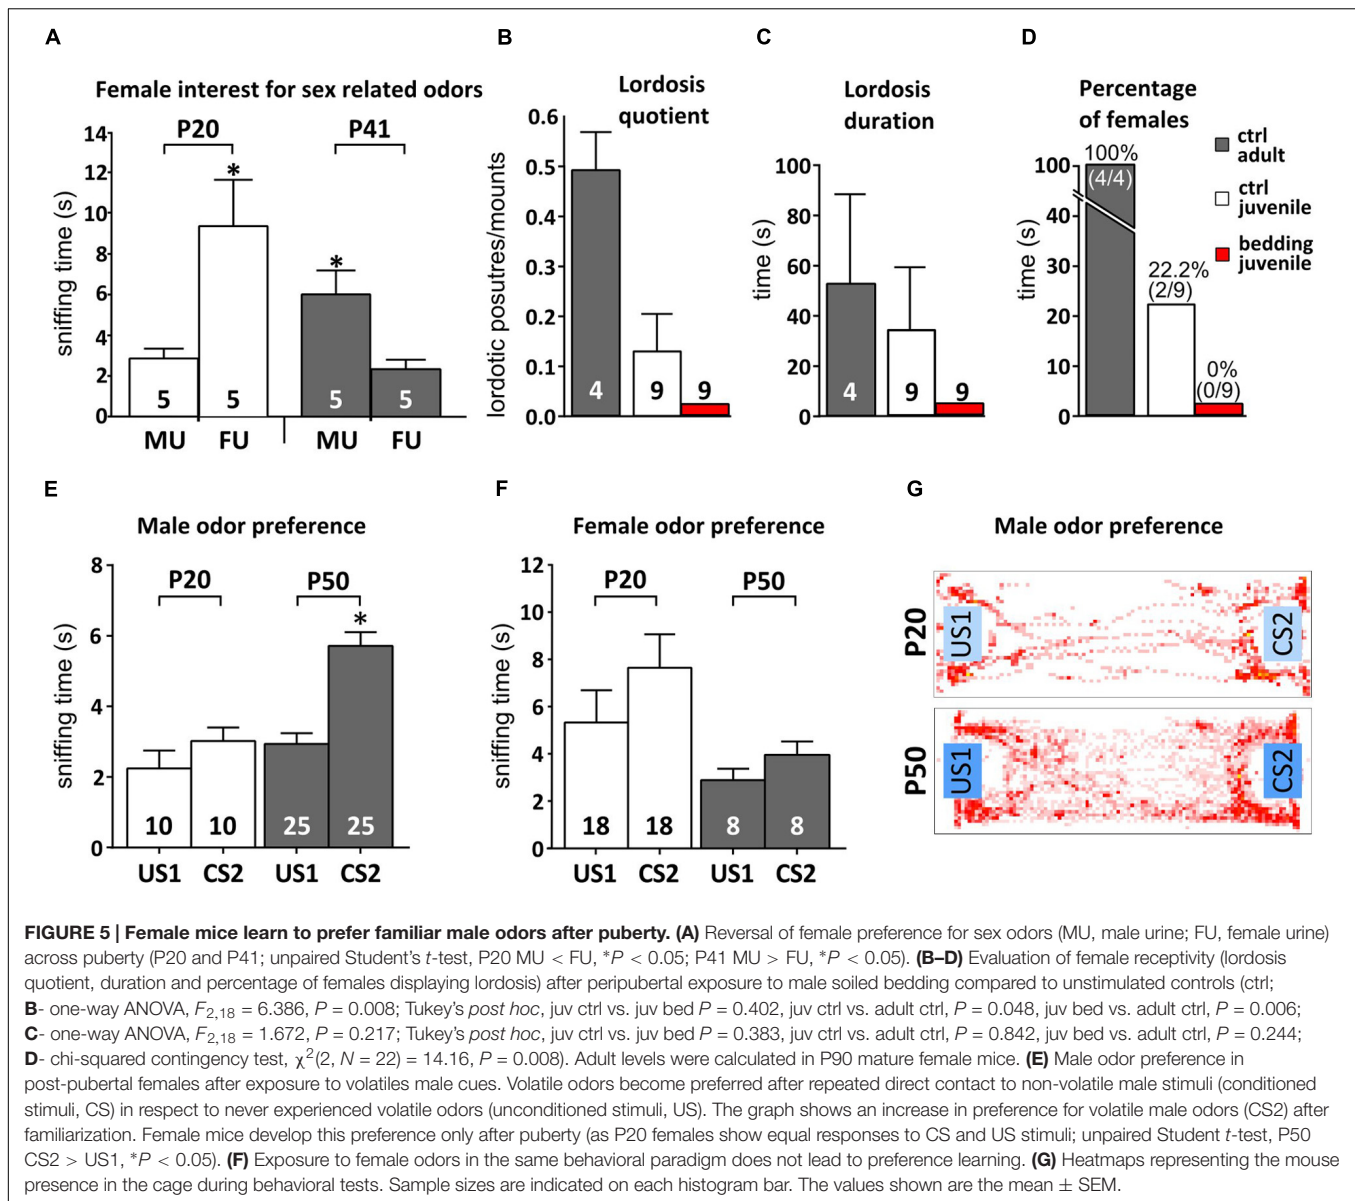 A
Female interest for sex related odors
P20
P41
sniffing time (s)
14
12
10
8
6
4
2
0
*
*
5
5
5
5
MU
FU
MU
FU
B
Lordosis
quotient
lordotic posutres/mounts
0.6
0.5
0.4
0.3
0.2
0.1
0.0
4
9
9
C
Lordosis
duration
time (s)
100
80
60
40
20
0
4
9
9
D
Percentage
of females
time (s)
100
40
30
20
10
0
100%
(4/4)
22.2%
(2/9)
0%
(0/9)
ctrl
adult
ctrl
juvenile
bedding
juvenile
E
Male odor preference
P20
P50
sniffing time (s)
8
6
4
2
0
*
10
10
25
25
US1
CS2
US1
CS2
F
Female odor preference
P20
P50
sniffing time (s)
12
10
8
6
4
2
0
18
18
8
8
US1
CS2
US1
CS2
G
Male odor preference
P20
US1
CS2
P50
US1
CS2
FIGURE 5 | Female mice learn to prefer familiar male odors after puberty. (A) Reversal of female preference for sex odors (MU, male urine; FU, female urine)
across puberty (P20 and P41; unpaired Student's t-test, P20 MU < FU, *P < 0.05; P41 MU > FU, *P < 0.05). (B–D) Evaluation of female receptivity (lordosis
quotient, duration and percentage of females displaying lordosis) after peripubertal exposure to male soiled bedding compared to unstimulated controls (ctrl;
B- one-way ANOVA, F2,18 = 6.386, P = 0.008; Tukey's post hoc, juv ctrl vs. juv bed P = 0.402, juv ctrl vs. adult ctrl, P = 0.048, juv bed vs. adult ctrl, P = 0.006;
C- one-way ANOVA, F2,18 = 1.672, P = 0.217; Tukey's post hoc, juv ctrl vs. juv bed P = 0.383, juv ctrl vs. adult ctrl, P = 0.842, juv bed vs. adult ctrl, P = 0.244;
D- chi-squared contingency test, χ2(2, N = 22) = 14.16, P = 0.008). Adult levels were calculated in P90 mature female mice. (E) Male odor preference in
post-pubertal females after exposure to volatiles male cues. Volatile odors become preferred after repeated direct contact to non-volatile male stimuli (conditioned
stimuli, CS) in respect to never experienced volatile odors (unconditioned stimuli, US). The graph shows an increase in preference for volatile male odors (CS2) after
familiarization. Female mice develop this preference only after puberty (as P20 females show equal responses to CS and US stimuli; unpaired Student t-test, P50
CS2 > US1, *P < 0.05). (F) Exposure to female odors in the same behavioral paradigm does not lead to preference learning. (G) Heatmaps representing the mouse
presence in the cage during behavioral tests. Sample sizes are indicated on each histogram bar. The values shown are the mean ± SEM.